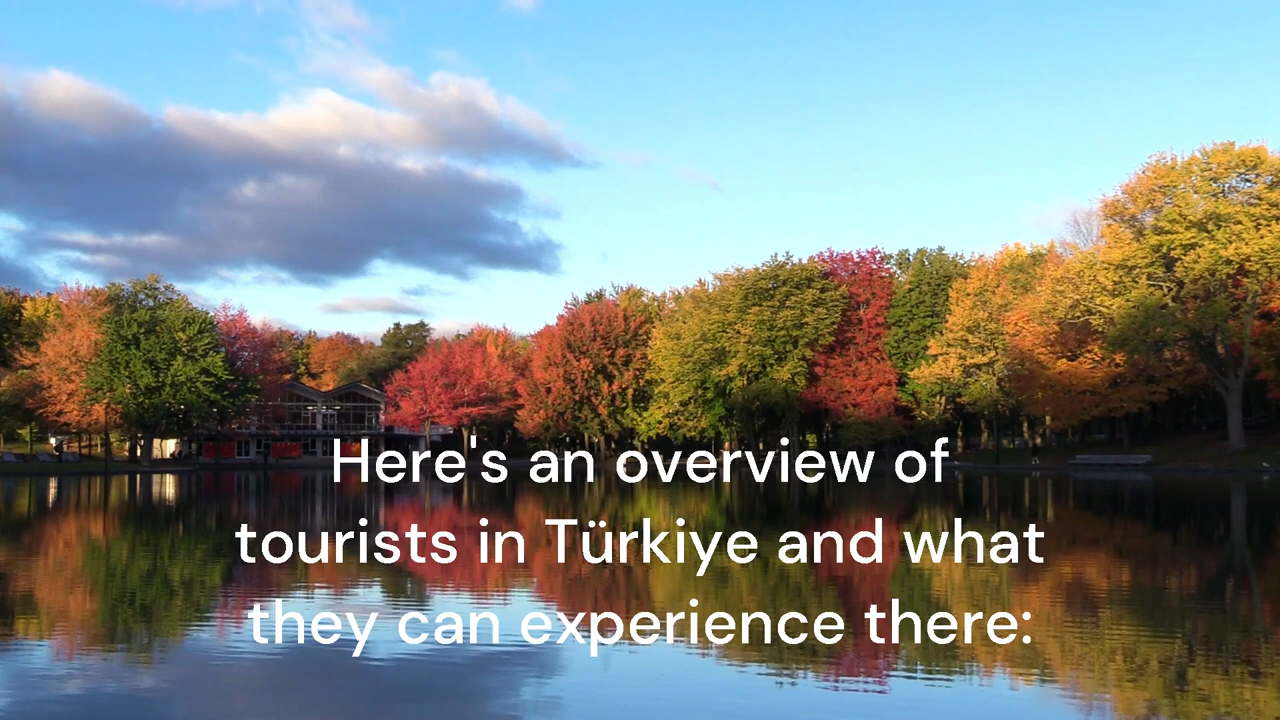 Here's an overview of
tourists in Türkiye and what
they can experience there: